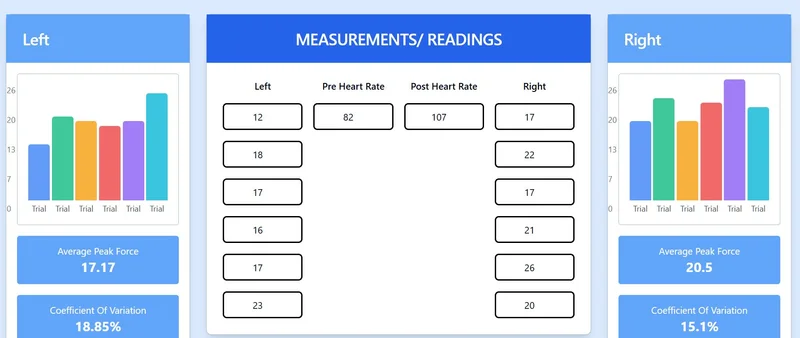 Left
26
20
13
7
0
Trial Trial Trial Trial Trial Trial
Average Peak Force
17.17
Coefficient Of Variation
18.85%
MEASUREMENTS/ READINGS
Left Pre Heart Rate Post Heart Rate Right
12 82 107 17
18 22
17 17
16 21
17 26
23 20
Right
26
20
13
7
0
Trial Trial Trial Trial Trial Trial
Average Peak Force
20.5
Coefficient Of Variation
15.1%